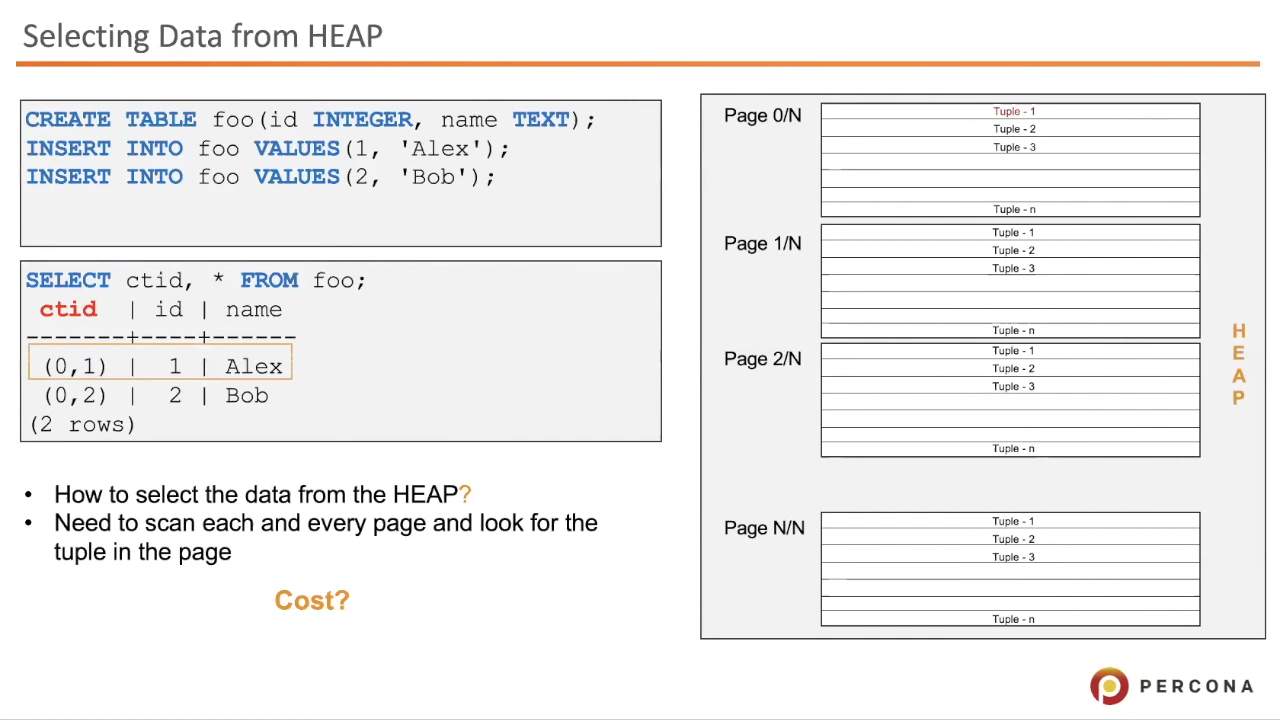 Selecting Data from HEAP
CREATE TABLE foo(id INTEGER, name TEXT);
INSERT INTO foo VALUES(1, 'Alex');
INSERT INTO foo VALUES(2, 'Bob');
SELECT ctid, * FROM foo;
ctid | id | name
-------+----+------
(0,1) | 1 | Alex
(0,2) | 2 | Bob
(2 rows)
• How to select the data from the HEAP?
• Need to scan each and every page and look for the
tuple in the page
Cost?
Page 0/N
Tuple - 1
Tuple - 2
Tuple - 3
Tuple - n
Page 1/N
Tuple - 1
Tuple - 2
Tuple - 3
Tuple - n
Page 2/N
Tuple - 1
Tuple - 2
Tuple - 3
Tuple - n
Page N/N
Tuple - 1
Tuple - 2
Tuple - 3
Tuple - n
H
E
A
P
PERCONA